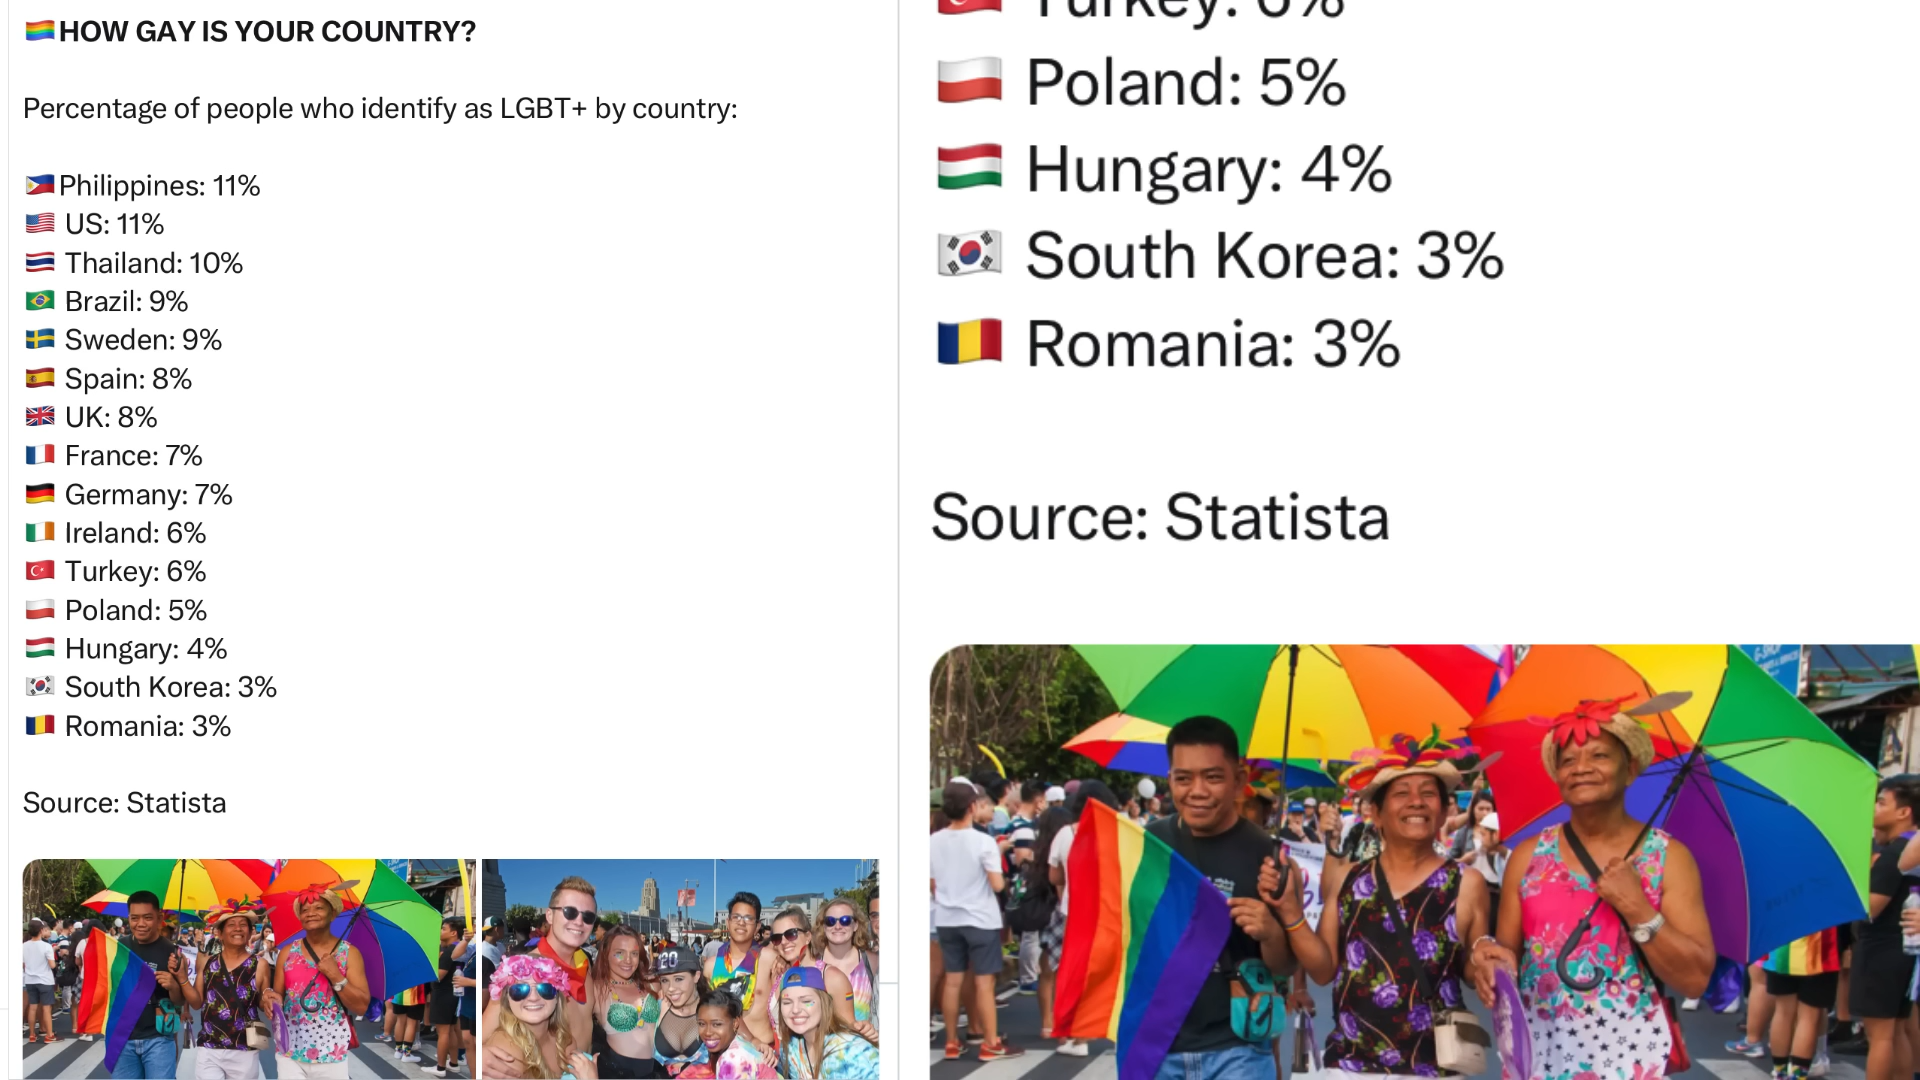 🏳️‍🌈HOW GAY IS YOUR COUNTRY?
Percentage of people who identify as LGBT+ by country:
🇵🇭Philippines: 11%
🇺🇸 US: 11%
🇹🇭 Thailand: 10%
🇧🇷 Brazil: 9%
🇸🇪 Sweden: 9%
🇪🇸 Spain: 8%
🇬🇧 UK: 8%
🇫🇷 France: 7%
🇩🇪 Germany: 7%
🇮🇪 Ireland: 6%
🇹🇷 Turkey: 6%
🇵🇱 Poland: 5%
🇭🇺 Hungary: 4%
🇰🇷 South Korea: 3%
🇷🇴 Romania: 3%
Source: Statista
🇹🇷 Turkey: 6%
🇵🇱 Poland: 5%
🇭🇺 Hungary: 4%
🇰🇷 South Korea: 3%
🇷🇴 Romania: 3%
Source: Statista